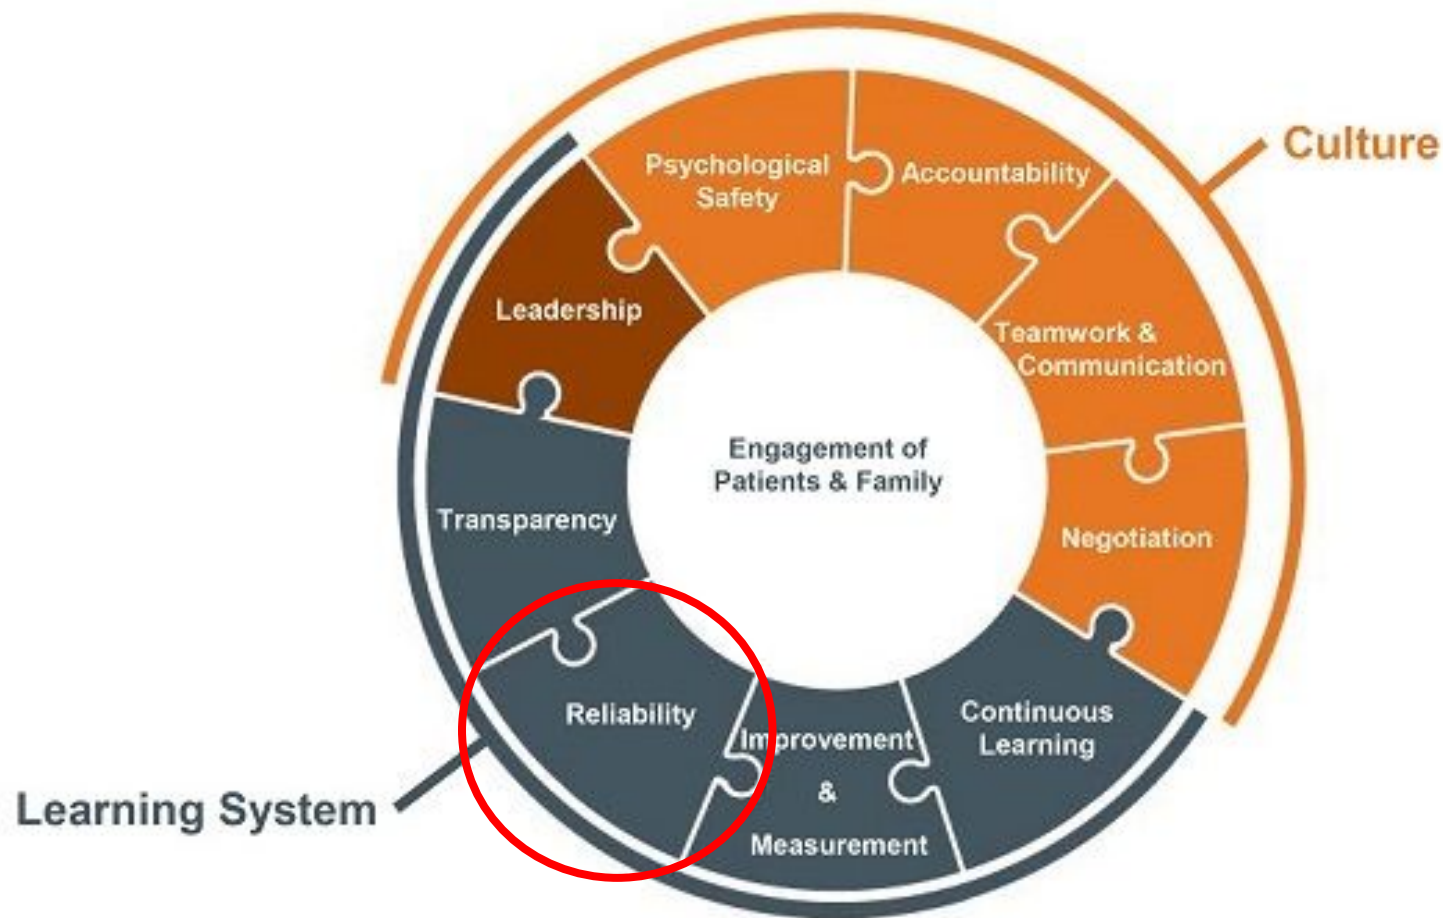 Culture
Psychological
Safety
Accountability
Leadership
Teamwork &
Communication
Engagement of
Patients & Family
Transparency
Negotiation
Reliability
Improvement
&
Measurement
Continuous
Learning
Learning System